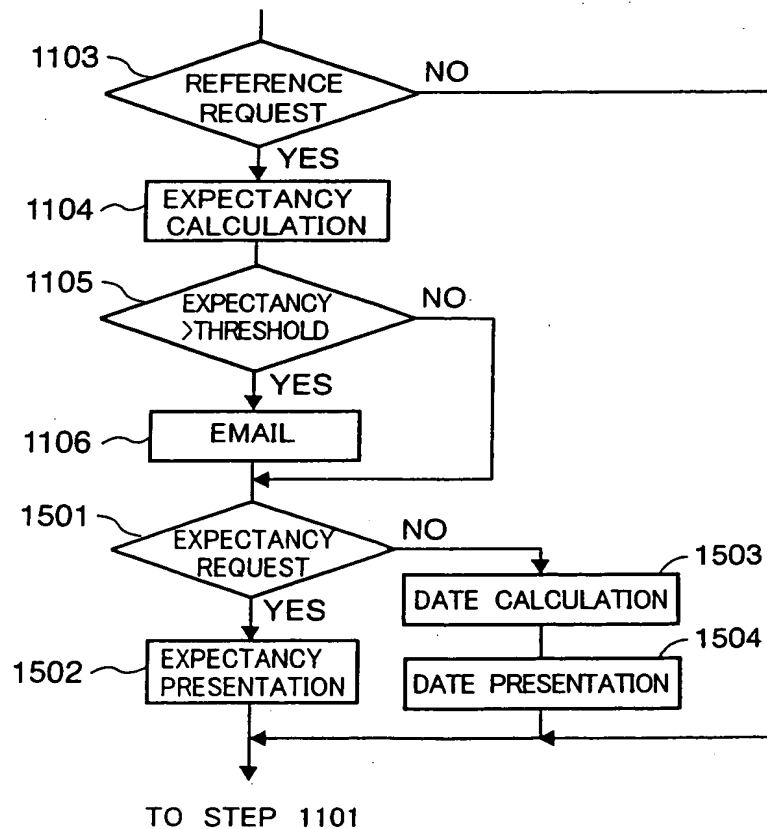 1103
REFERENCE
REQUEST
NO
YES
1104
EXPECTANCY
CALCULATION
1105
EXPECTANCY
>THRESHOLD
NO
YES
1106
EMAIL
1501
EXPECTANCY
REQUEST
NO
YES
1503
DATE CALCULATION
1502
EXPECTANCY
PRESENTATION
1504
DATE PRESENTATION
TO STEP 1101